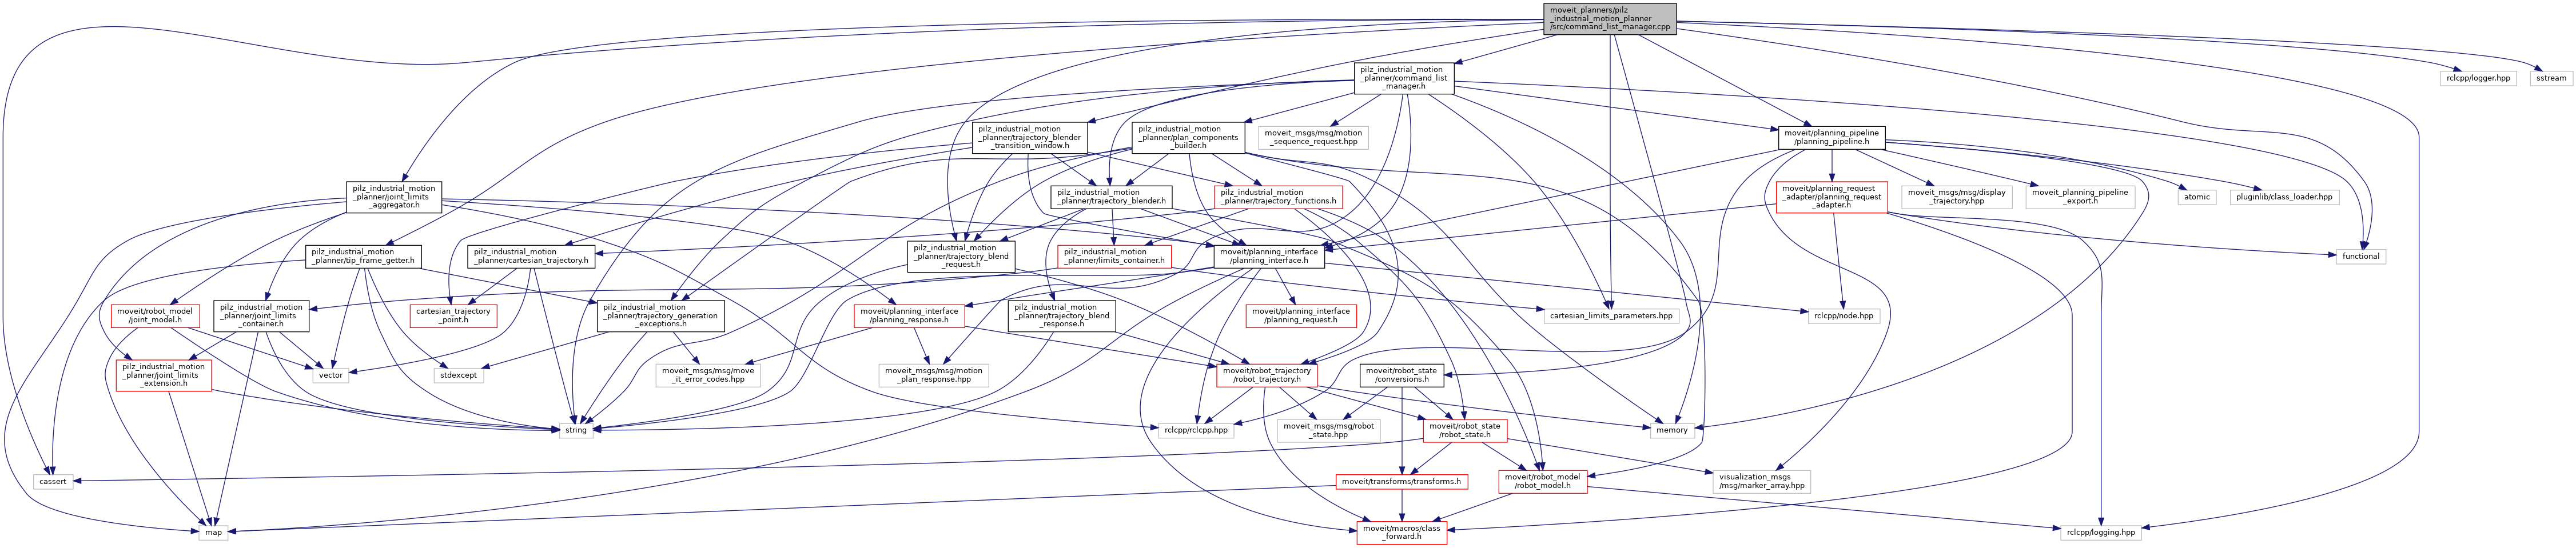 moveit_planners/pilz
_industrial_motion_planner
/src/command_list_manager.cpp
pilz_industrial_motion
_planner/command_list
_manager.h
rclcpp/logger.hpp
sstream
pilz_industrial_motion
_planner/trajectory_blender
_transition_window.h
pilz_industrial_motion
_planner/plan_components
_builder.h
moveit_msgs/msg/motion
_sequence_request.hpp
moveit/planning_pipeline
/planning_pipeline.h
pilz_industrial_motion
_planner/joint_limits
_aggregator.h
pilz_industrial_motion
_planner/trajectory_blender.h
pilz_industrial_motion
_planner/trajectory_functions.h
moveit/planning_request
_adapter/planning_request
_adapter.h
moveit_msgs/msg/display
_trajectory.hpp
moveit_planning_pipeline
_export.h
atomic
pluginlib/class_loader.hpp
pilz_industrial_motion
_planner/tip_frame_getter.h
pilz_industrial_motion
_planner/cartesian_trajectory.h
pilz_industrial_motion
_planner/trajectory_blend
_request.h
pilz_industrial_motion
_planner/limits_container.h
moveit/planning_interface
/planning_interface.h
functional
moveit/robot_model
/joint_model.h
pilz_industrial_motion
_planner/joint_limits
_container.h
cartesian_trajectory
_point.h
pilz_industrial_motion
_planner/trajectory_generation
_exceptions.h
moveit/planning_interface
/planning_response.h
pilz_industrial_motion
_planner/trajectory_blend
_response.h
moveit/planning_interface
/planning_request.h
cartesian_limits_parameters.hpp
rclcpp/node.hpp
pilz_industrial_motion
_planner/joint_limits
_extension.h
vector
stdexcept
moveit_msgs/msg/move
_it_error_codes.hpp
moveit_msgs/msg/motion
_plan_response.hpp
moveit/robot_trajectory
/robot_trajectory.h
moveit/robot_state
/conversions.h
string
rclcpp/rclcpp.hpp
moveit_msgs/msg/robot
_state.hpp
moveit/robot_state
/robot_state.h
memory
cassert
moveit/transforms/transforms.h
moveit/robot_model
/robot_model.h
visualization_msgs
/msg/marker_array.hpp
map
moveit/macros/class
_forward.h
rclcpp/logging.hpp